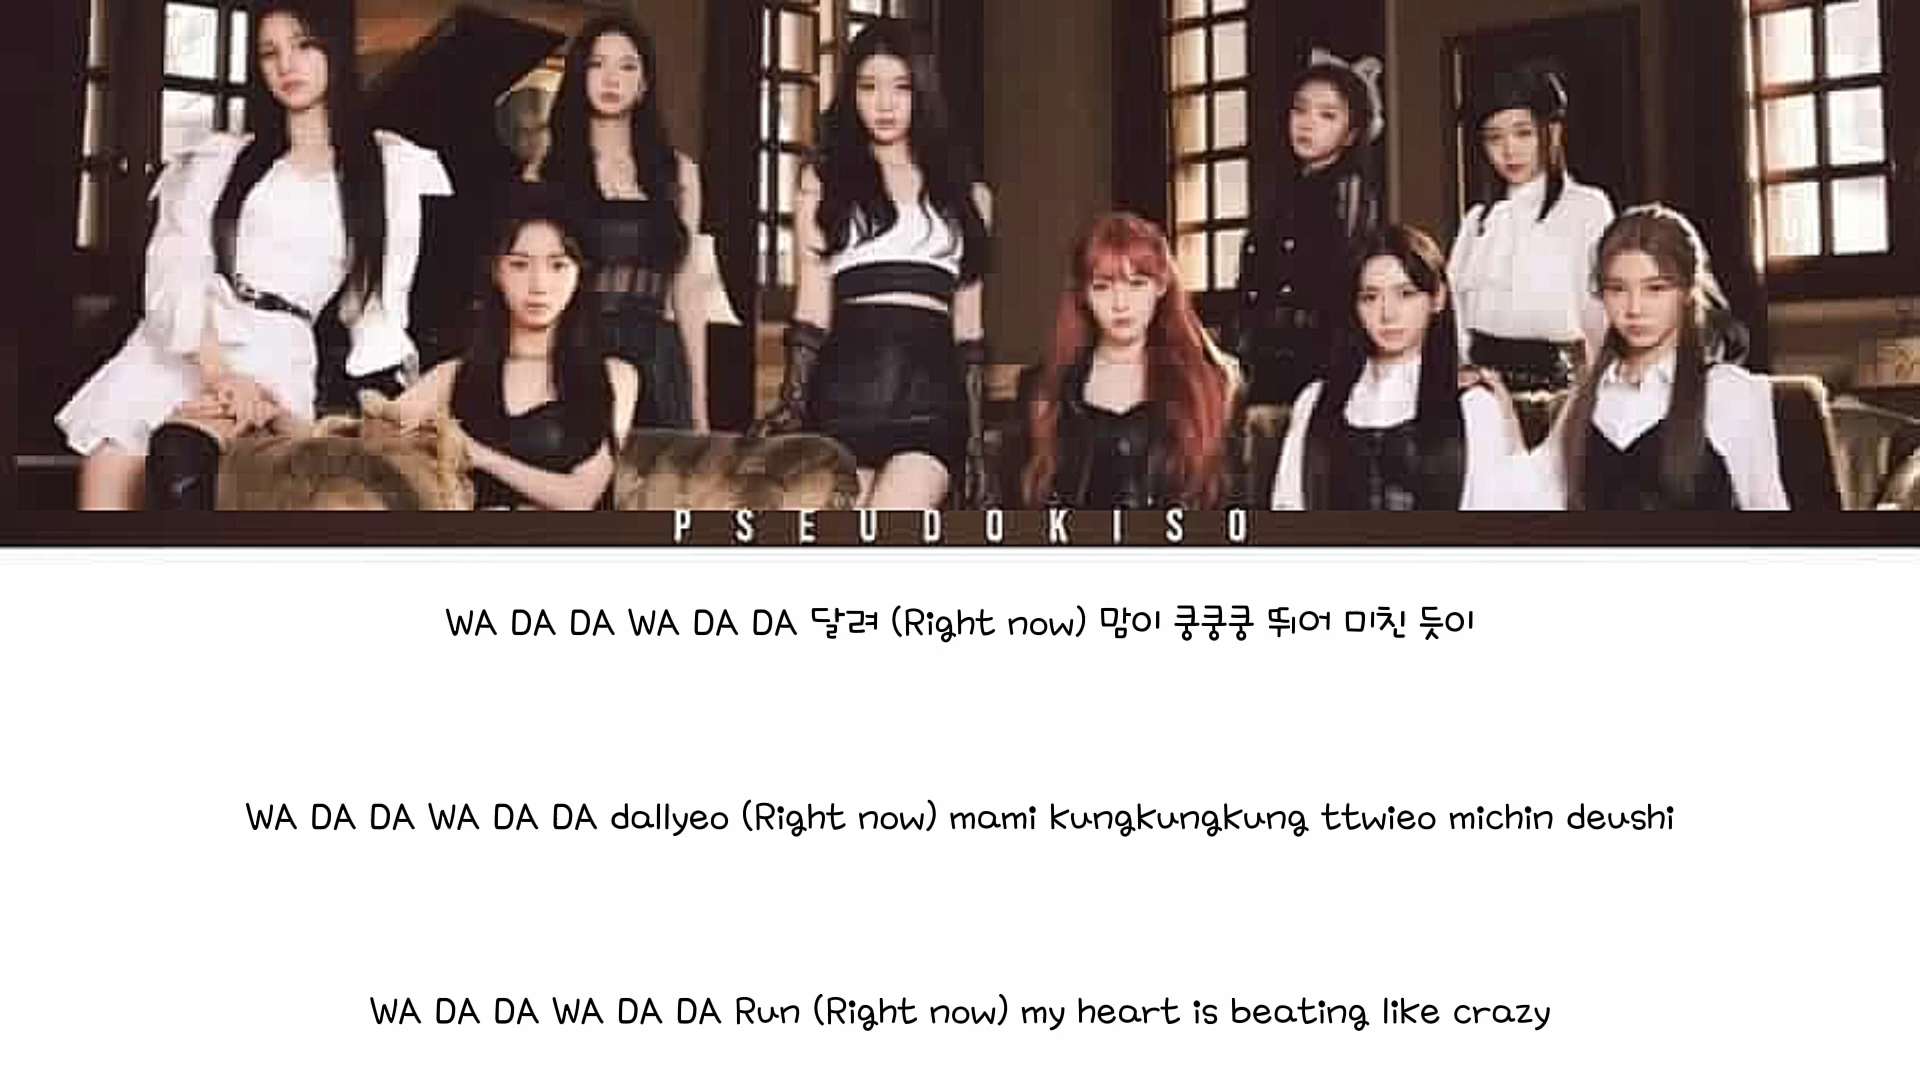 PSEUDOKISO
WA DA DA WA DA DA 달려 (Right now) 맘이 쿵쿵쿵 뛰어 미친 듯이
WA DA DA WA DA DA dallyeo (Right now) mami kungkungkung ttwieo michin deushi
WA DA DA WA DA DA Run (Right now) my heart is beating like crazy